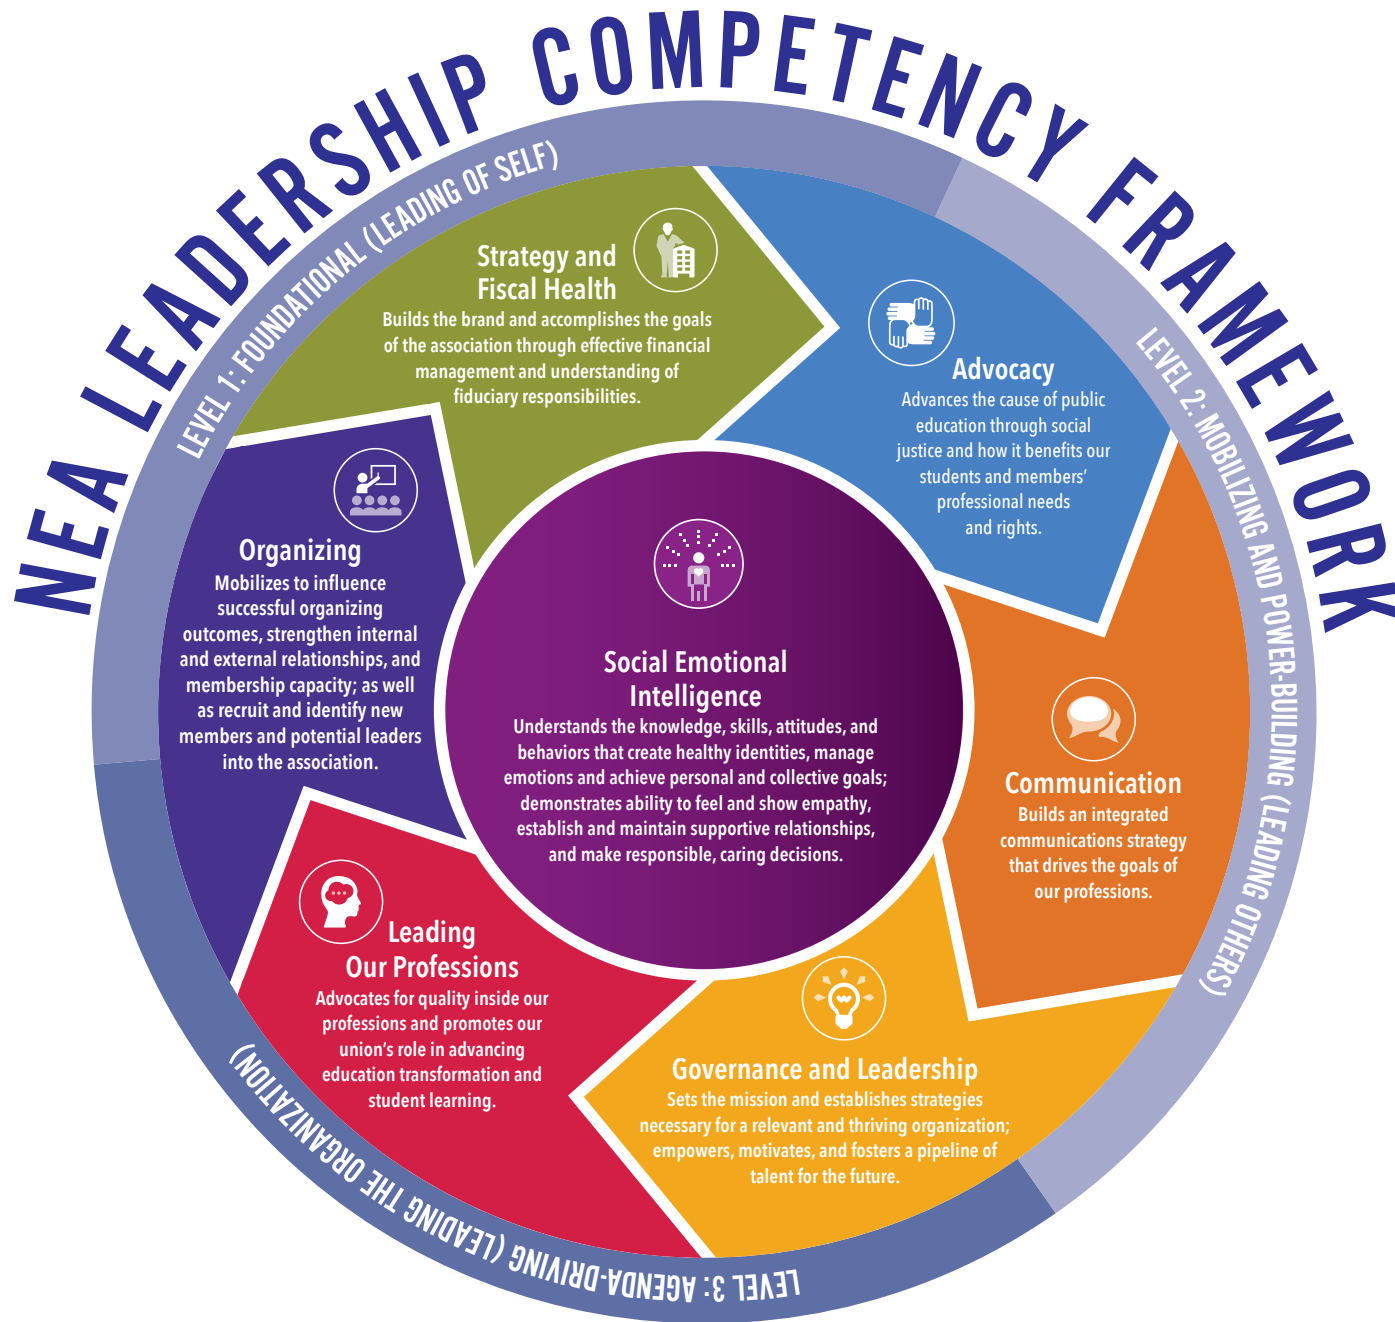 NEA LEADERSHIP COMPETENCY FRAMEWORK
LEVEL 1: FOUNDATIONAL (LEADING OF SELF)
LEVEL 2: MOBILIZING AND POWER-BUILDING (LEADING OTHERS)
LEVEL 3: AGENDA-DRIVING (LEADING THE ORGANIZATION)
Strategy and
Fiscal Health
Builds the brand and accomplishes the goals
of the association through effective financial
management and understanding of
fiduciary responsibilities.
Advocacy
Advances the cause of public
education through social
justice and how it benefits our
students and members’
professional needs
and rights.
Communication
Builds an integrated
communications strategy
that drives the goals of
our professions.
Governance and Leadership
Sets the mission and establishes strategies
necessary for a relevant and thriving organization;
empowers, motivates, and fosters a pipeline of
talent for the future.
Leading
Our Professions
Advocates for quality inside our
professions and promotes our
union’s role in advancing
education transformation and
student learning.
Organizing
Mobilizes to influence
successful organizing
outcomes, strengthen internal
and external relationships, and
membership capacity; as well
as recruit and identify new
members and potential leaders
into the association.
Social Emotional
Intelligence
Understands the knowledge, skills, attitudes, and
behaviors that create healthy identities, manage
emotions and achieve personal and collective goals;
demonstrates ability to feel and show empathy,
establish and maintain supportive relationships,
and make responsible, caring decisions.